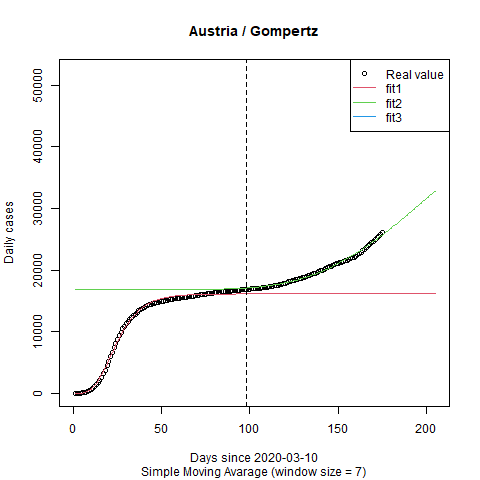 Austria / Gompertz
Real value
fit1
fit2
fit3
Daily cases
0
10000
20000
30000
40000
50000
0
50
100
150
200
Days since 2020-03-10
Simple Moving Avarage (window size = 7)